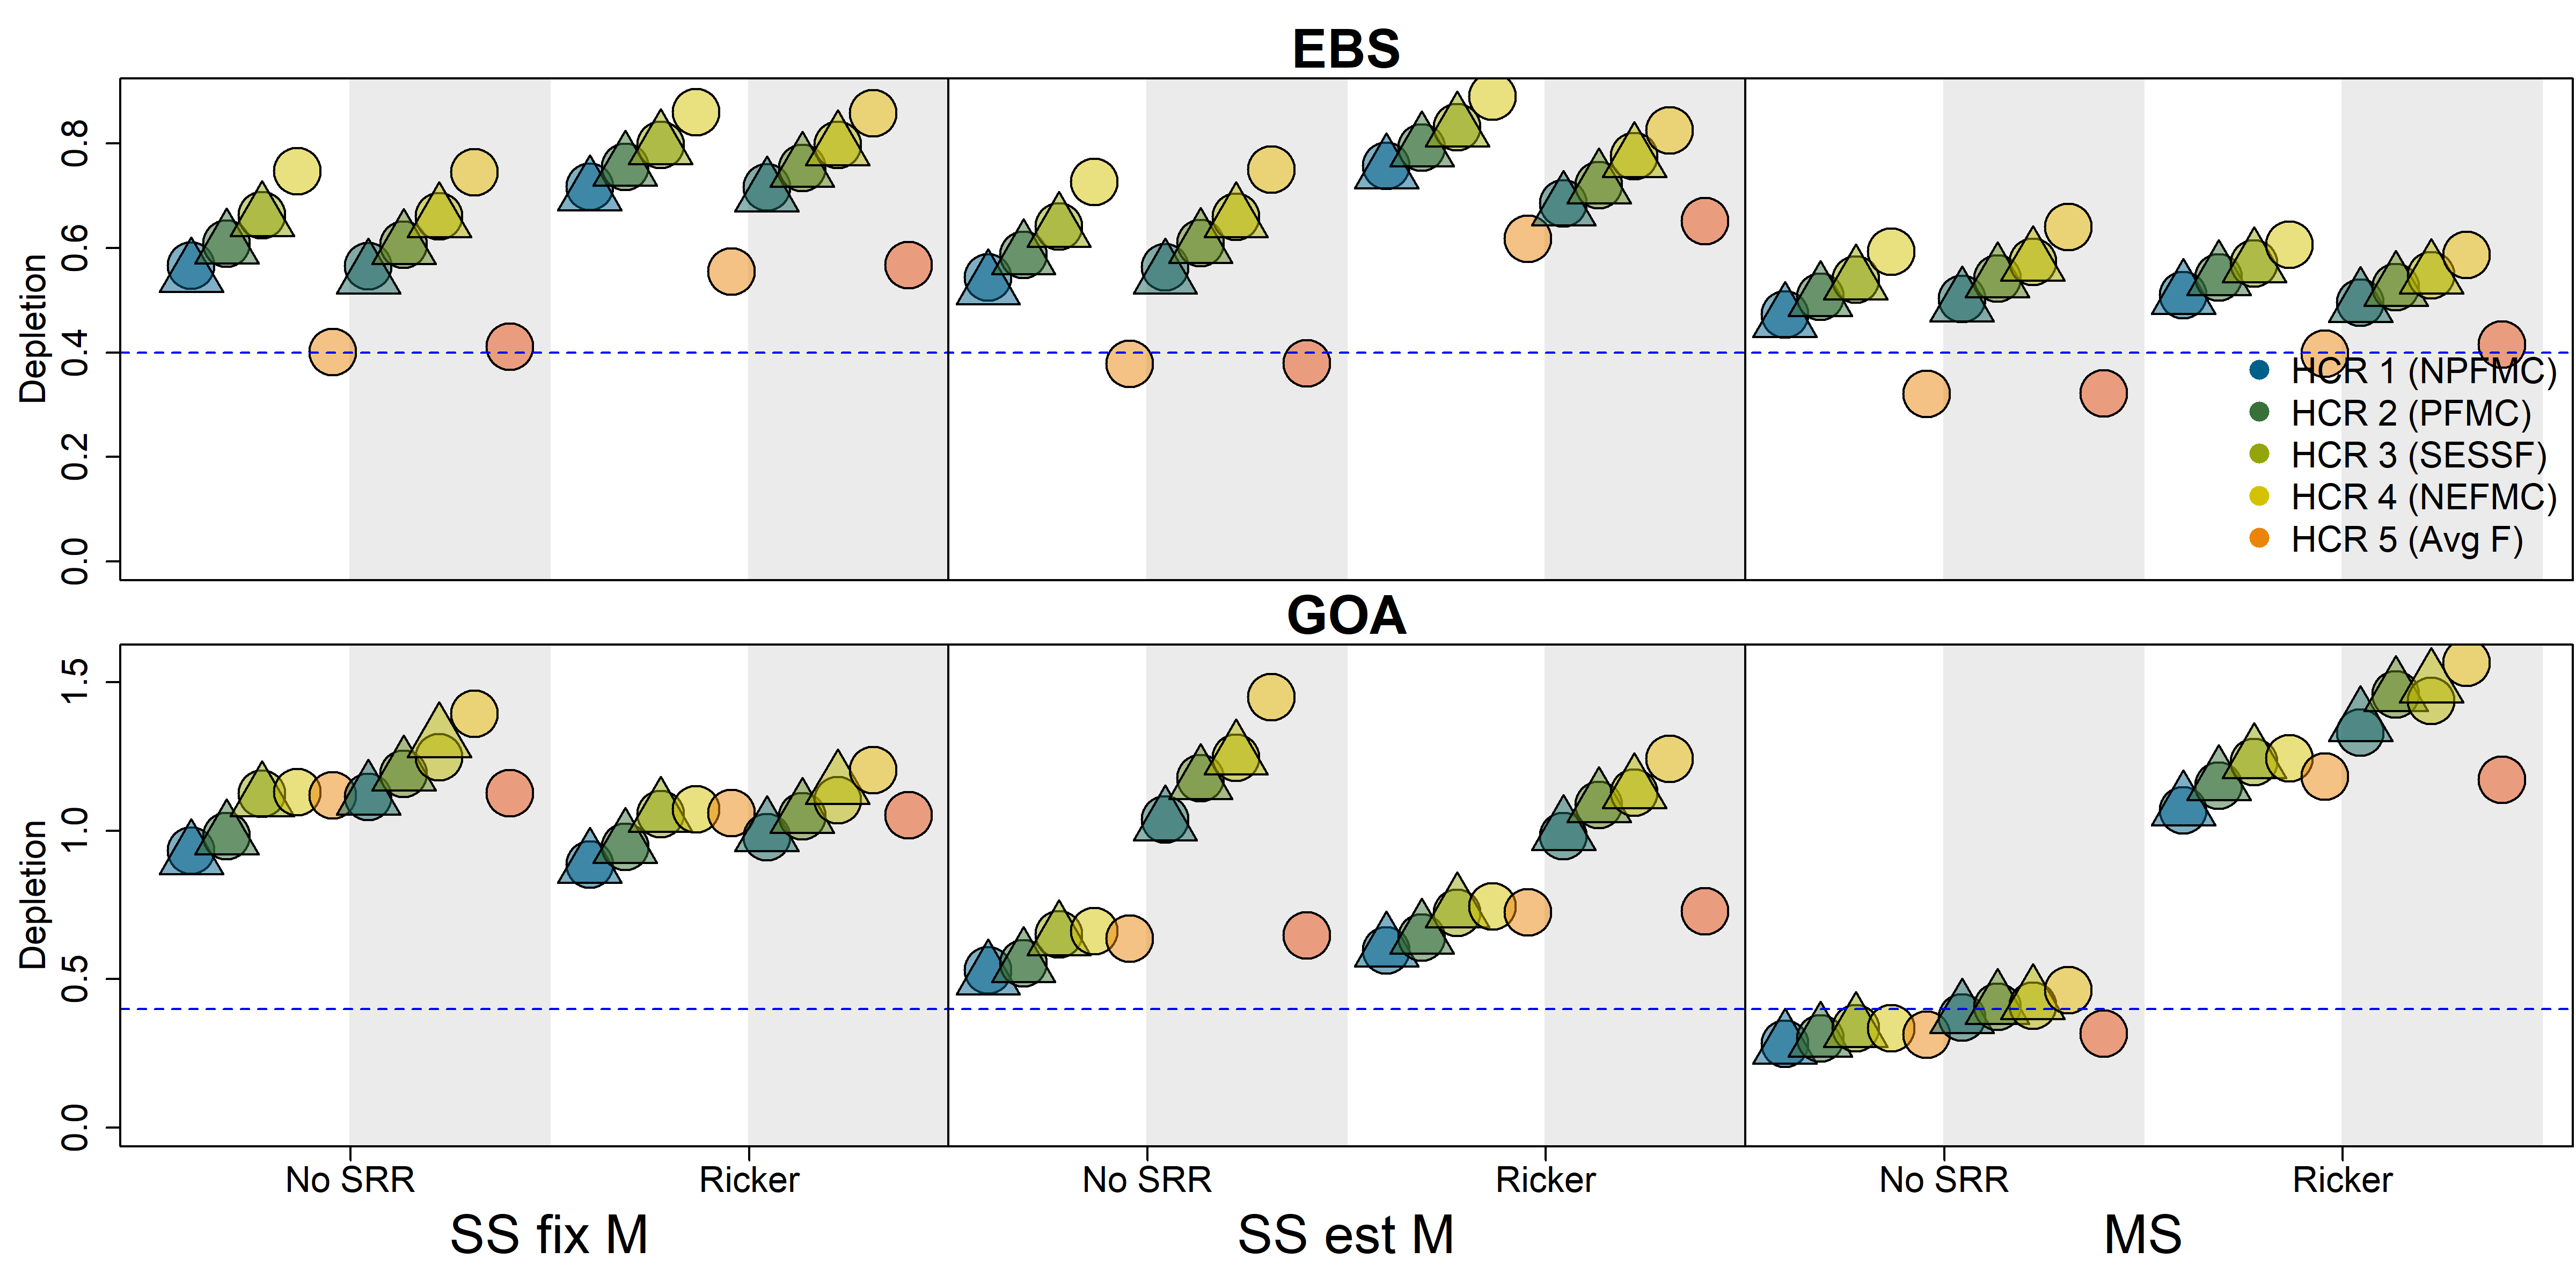 EBS
Depletion
0.8
0.6
0.4
0.2
0.0
HCR 1 (NPFMC)
HCR 2 (PFMC)
HCR 3 (SESSF)
HCR 4 (NEFMC)
HCR 5 (Avg F)
GOA
Depletion
1.5
1.0
0.5
0.0
No SRR Ricker No SRR Ricker No SRR Ricker
SS fix M SS est M MS